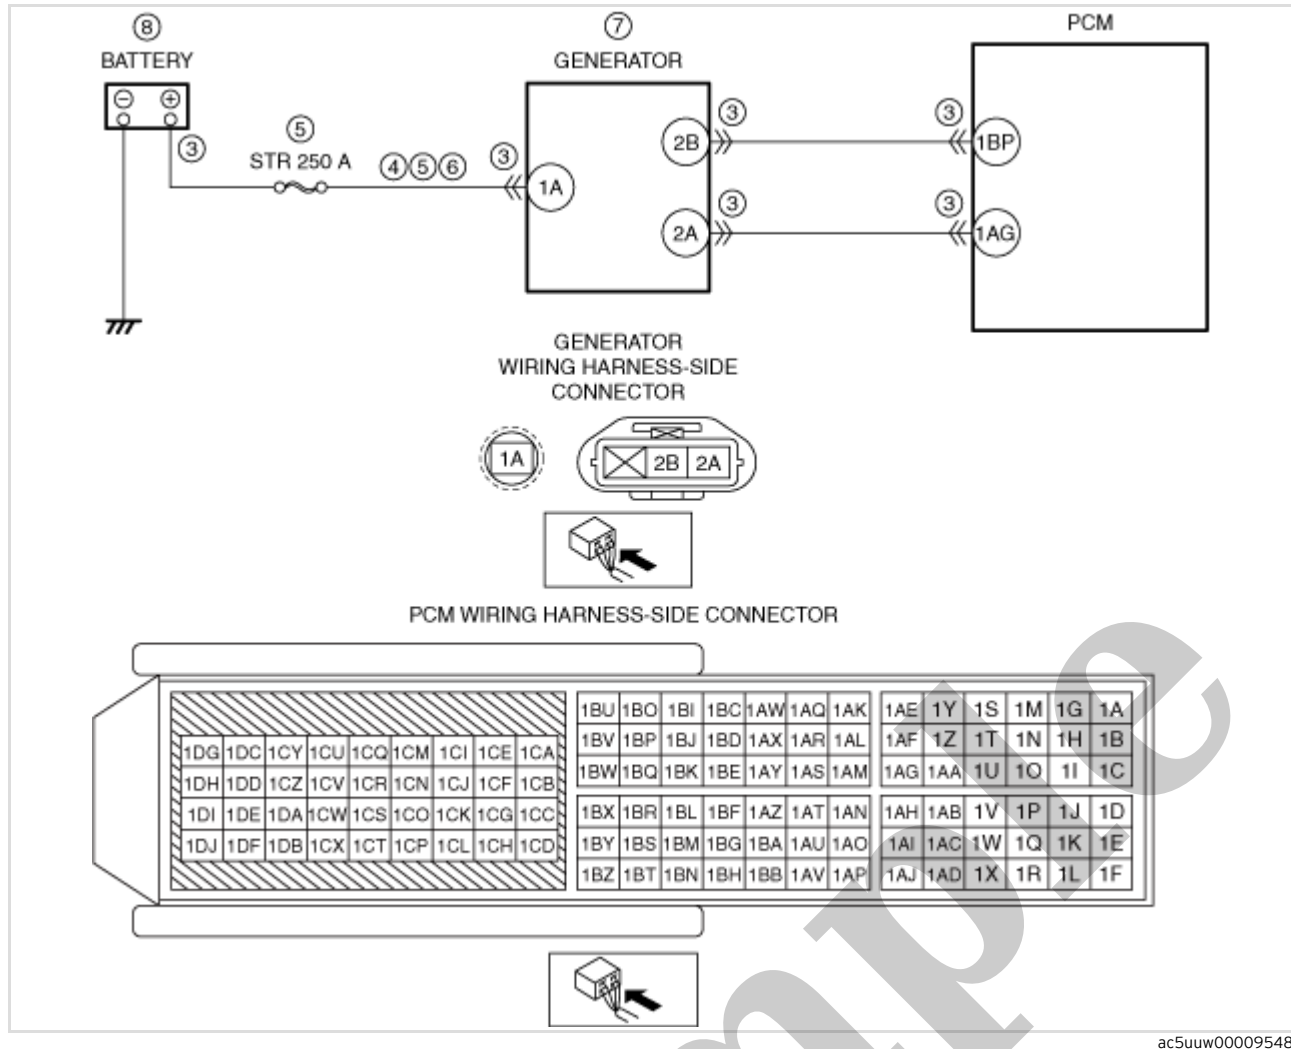 ⑧
BATTERY
⊖ ⊕
③
⑤
STR 250 A
④⑤⑥
③
1A
⑦
GENERATOR
2B
③
③
1BP
2A
③
③
1AG
PCM
GENERATOR
WIRING HARNESS-SIDE
CONNECTOR
1A
2B 2A
PCM WIRING HARNESS-SIDE CONNECTOR
1BU 1BO 1BI 1BC 1AW 1AQ 1AK 1AE 1Y 1S 1M 1G 1A
1DG 1DC 1CY 1CU 1CQ 1CM 1CI 1CE 1CA 1BV 1BP 1BJ 1BD 1AX 1AR 1AL 1AF 1Z 1T 1N 1H 1B
1DH 1DD 1CZ 1CV 1CR 1CN 1CJ 1CF 1CB 1BW 1BQ 1BK 1BE 1AY 1AS 1AM 1AG 1AA 1U 1O 1I 1C
1DI 1DE 1DA 1CW 1CS 1CO 1CK 1CG 1CC 1BX 1BR 1BL 1BF 1AZ 1AT 1AN 1AH 1AB 1V 1P 1J 1D
1DJ 1DF 1DB 1CX 1CT 1CP 1CL 1CH 1CD 1BY 1BS 1BM 1BG 1BA 1AU 1AO 1AI 1AC 1W 1Q 1K 1E
1BZ 1BT 1BN 1BH 1BB 1AV 1AP 1AJ 1AD 1X 1R 1L 1F
mple
ac5uuw00009548